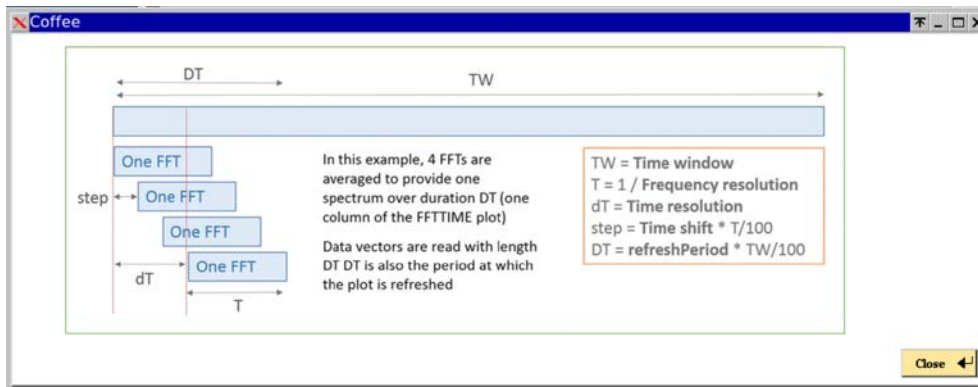 Coffee
DT
TW
One FFT
step
One FFT
One FFT
One FFT
dT
T
In this example, 4 FFTs are
averaged to provide one
spectrum over duration DT (one
column of the FFTTIME plot)
Data vectors are read with length
DT DT is also the period at which
the plot is refreshed
TW = Time window
T = 1 / Frequency resolution
dT = Time resolution
step = Time shift * T/100
DT = refreshPeriod * TW/100
Close